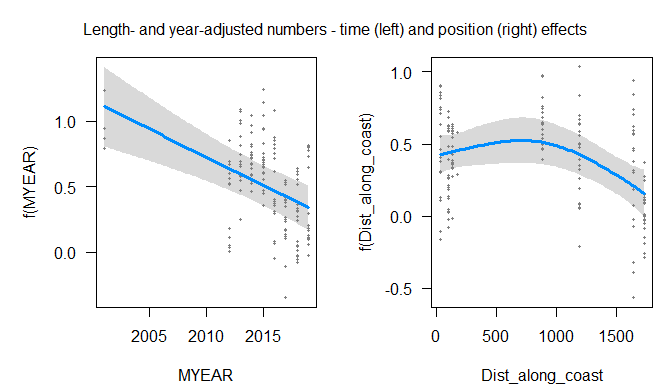 Length- and year-adjusted numbers - time (left) and position (right) effects
f(MYEAR)
1.0
0.5
0.0
2005 2010 2015
MYEAR
f(Dist_along_coast)
1.0
0.5
0.0
-0.5
0 500 1000 1500
Dist_along_coast